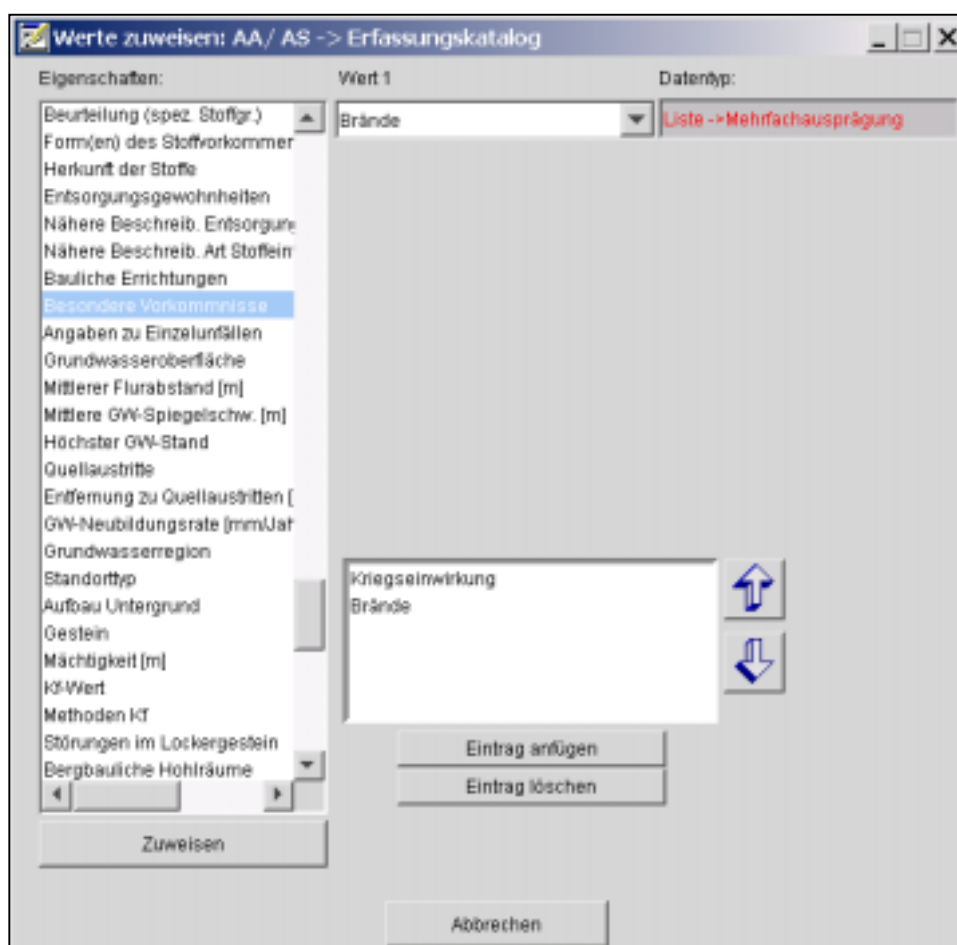 Werte zuweisen: AA/ AS -> Erfassungskatalog
Eigenschaften:
Wert 1
Datentyp:
Brände
Liste ->Mehrfachausprägung
Beurteilung (spez. Stoffgr.)
Form(en) des Stoffvorkommer
Herkunft der Stoffe
Entsorgungsgewohnheiten
Nähere Beschreib. Entsorgung
Nähere Beschreib. Art Stoffein
Bauliche Errichtungen
Besondere Vorkommnisse
Angaben zu Einzelunfällen
Grundwasseroberfläche
Mittlerer Flurabstand [m]
Mittlere GW-Spiegelschw. [m]
Höchster GW-Stand
Quellaustritte
Entfernung zu Quellaustritten [
GW-Neubildungsrate [mm/Jah
Grundwasserregion
Standorttyp
Aufbau Untergrund
Gestein
Mächtigkeit [m]
Kf-Wert
Methoden Kf
Störungen im Lockergestein
Bergbauliche Hohlräume
Kriegseinwirkung
Brände
Eintrag anfügen
Eintrag löschen
Zuweisen
Abbrechen